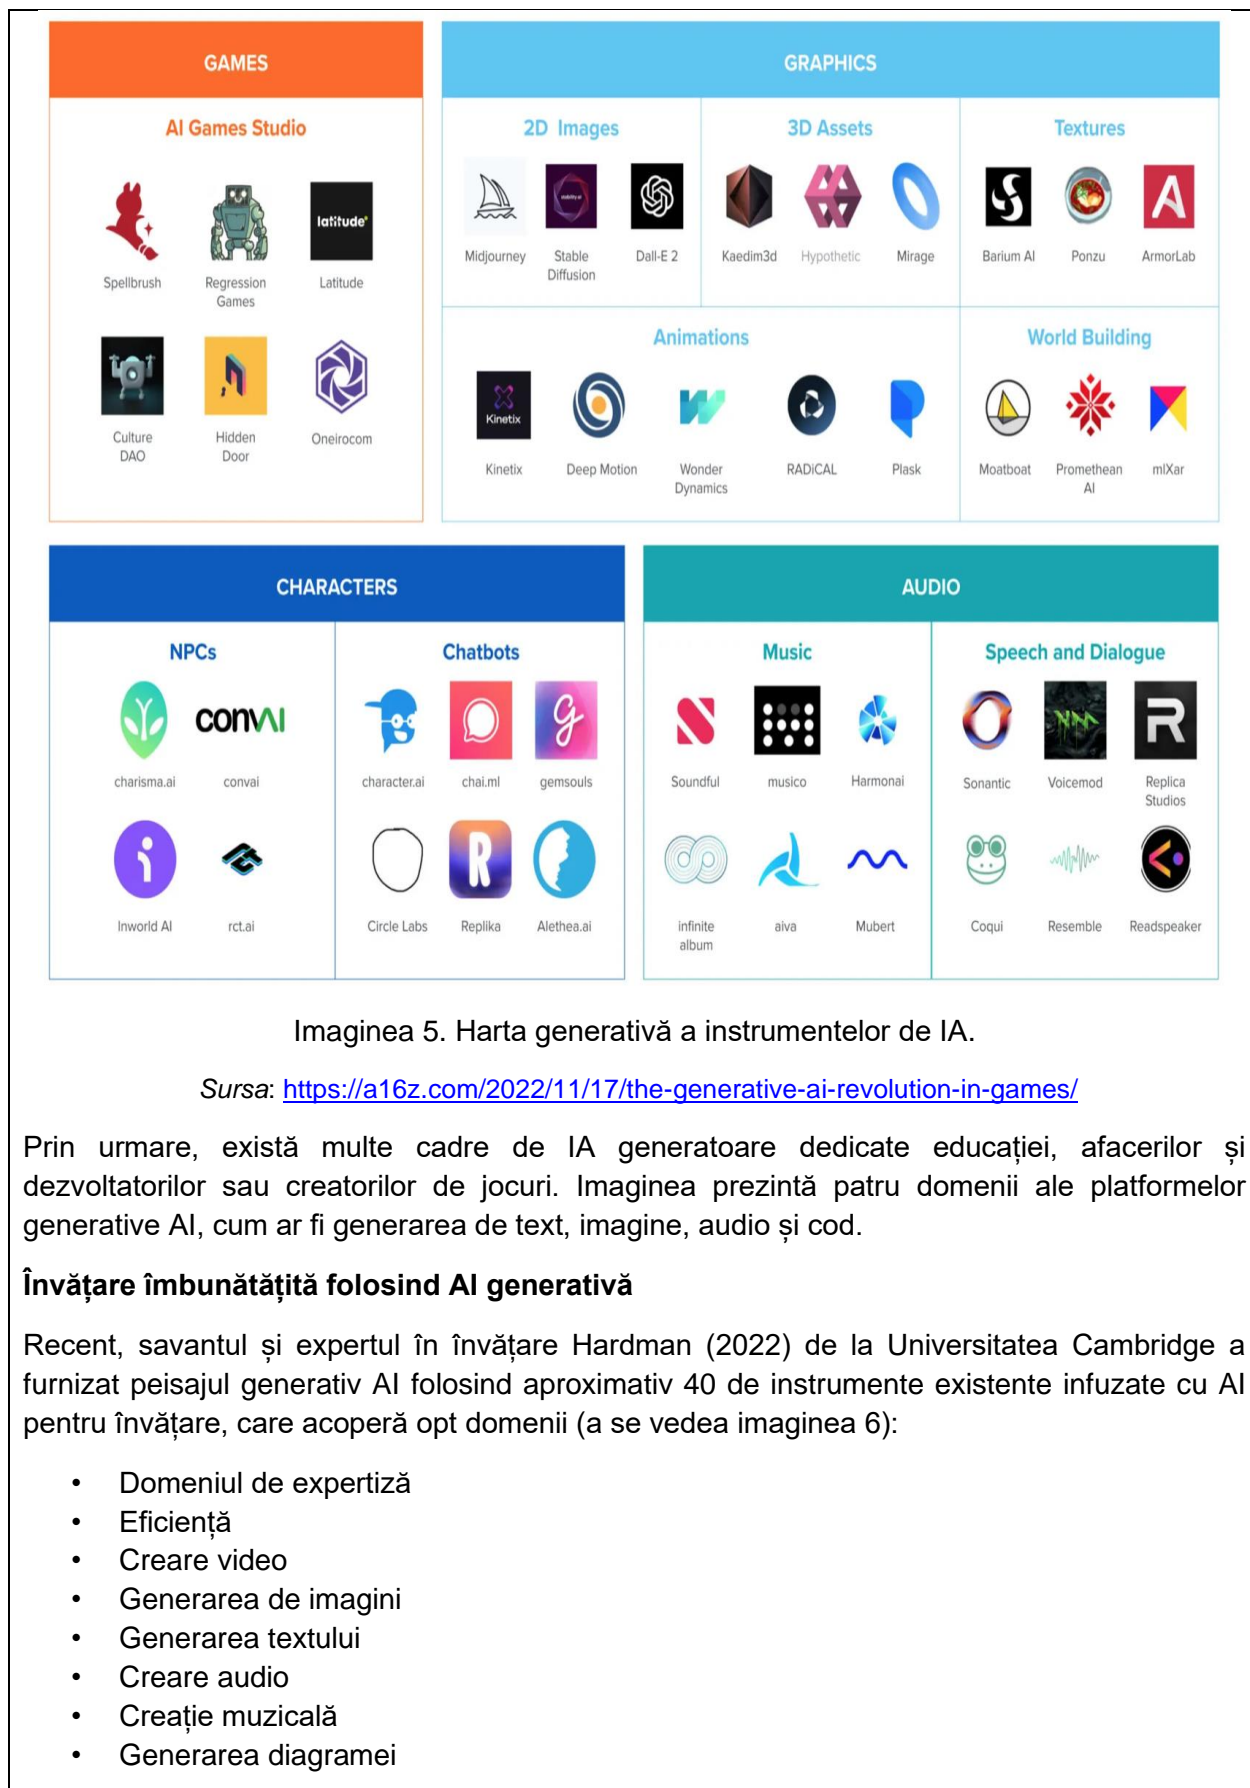 GAMES
AI Games Studio
latitude
Spellbrush
Regression
Games
Latitude
Culture
DAO
Hidden
Door
Oneirocom
GRAPHICS
2D Images
stability.ai
Midjourney
Stable
Diffusion
Dall-E 2
3D Assets
Kaedim3d
Hypothetic
Mirage
Textures
Barium AI
Ponzu
ArmorLab
Animations
Kinetix
Kinetix
Deep Motion
Wonder
Dynamics
RADiCAL
Plask
World Building
Moatboat
Promethean
AI
mlXar
CHARACTERS
NPCs
convAI
charisma.ai
convai
Inworld AI
rct.ai
Chatbots
character.ai
chai.ml
gemsouls
R
Circle Labs
Replika
Alethea.ai
AUDIO
Music
Soundful
musico
Harmonai
infinite
album
aiva
Mubert
Speech and Dialogue
R
Sonantic
Voicemod
Replica
Studios
Coqui
Resemble
Readspeaker
Imaginea 5. Harta generativă a instrumentelor de IA.
Sursa: https://a16z.com/2022/11/17/the-generative-ai-revolution-in-games/
Prin urmare, există multe cadre de IA generatoare dedicate educației, afacerilor și
dezvoltatorilor sau creatorilor de jocuri. Imaginea prezintă patru domenii ale platformelor
generative AI, cum ar fi generarea de text, imagine, audio și cod.
Învățare îmbunătățită folosind AI generativă
Recent, savantul și expertul în învățare Hardman (2022) de la Universitatea Cambridge a
furnizat peisajul generativ AI folosind aproximativ 40 de instrumente existente infuzate cu AI
pentru învățare, care acoperă opt domenii (a se vedea imaginea 6):
• Domeniul de expertiză
• Eficiență
• Creare video
• Generarea de imagini
• Generarea textului
• Creare audio
• Creație muzicală
• Generarea diagramei